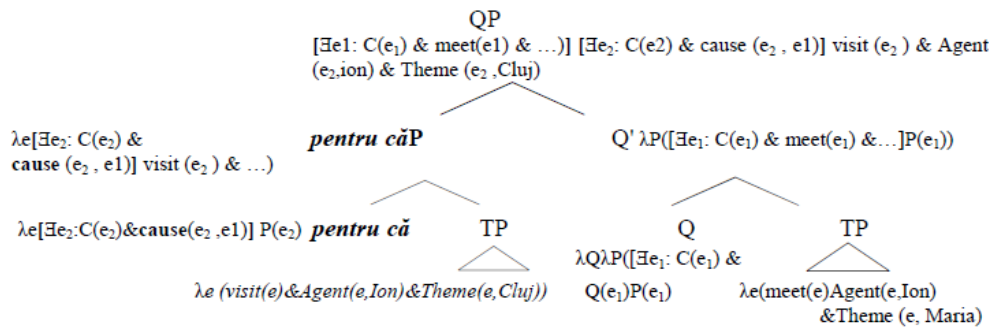 QP
[∃e1: C(e₁) & meet(e1) & …)] [∃e₂: C(e2) & cause (e₂ , e1)] visit (e₂ ) & Agent
(e₂,ion) & Theme (e₂ ,Cluj)
λe[∃e₂: C(e₂) &
cause (e₂ , e1)] visit (e₂ ) & …)
pentru căP
Q' λP([∃e₁: C(e₁) & meet(e₁) &…]P(e₁))
λe[∃e₂:C(e₂)&cause(e₂ ,e1)] P(e₂) pentru că
TP
Q
TP
λQλP([∃e₁: C(e₁) &
Q(e₁)P(e₁)
λe (visit(e)&Agent(e,Ion)&Theme(e,Cluj))
λe(meet(e)Agent(e,Ion)
&Theme (e, Maria)